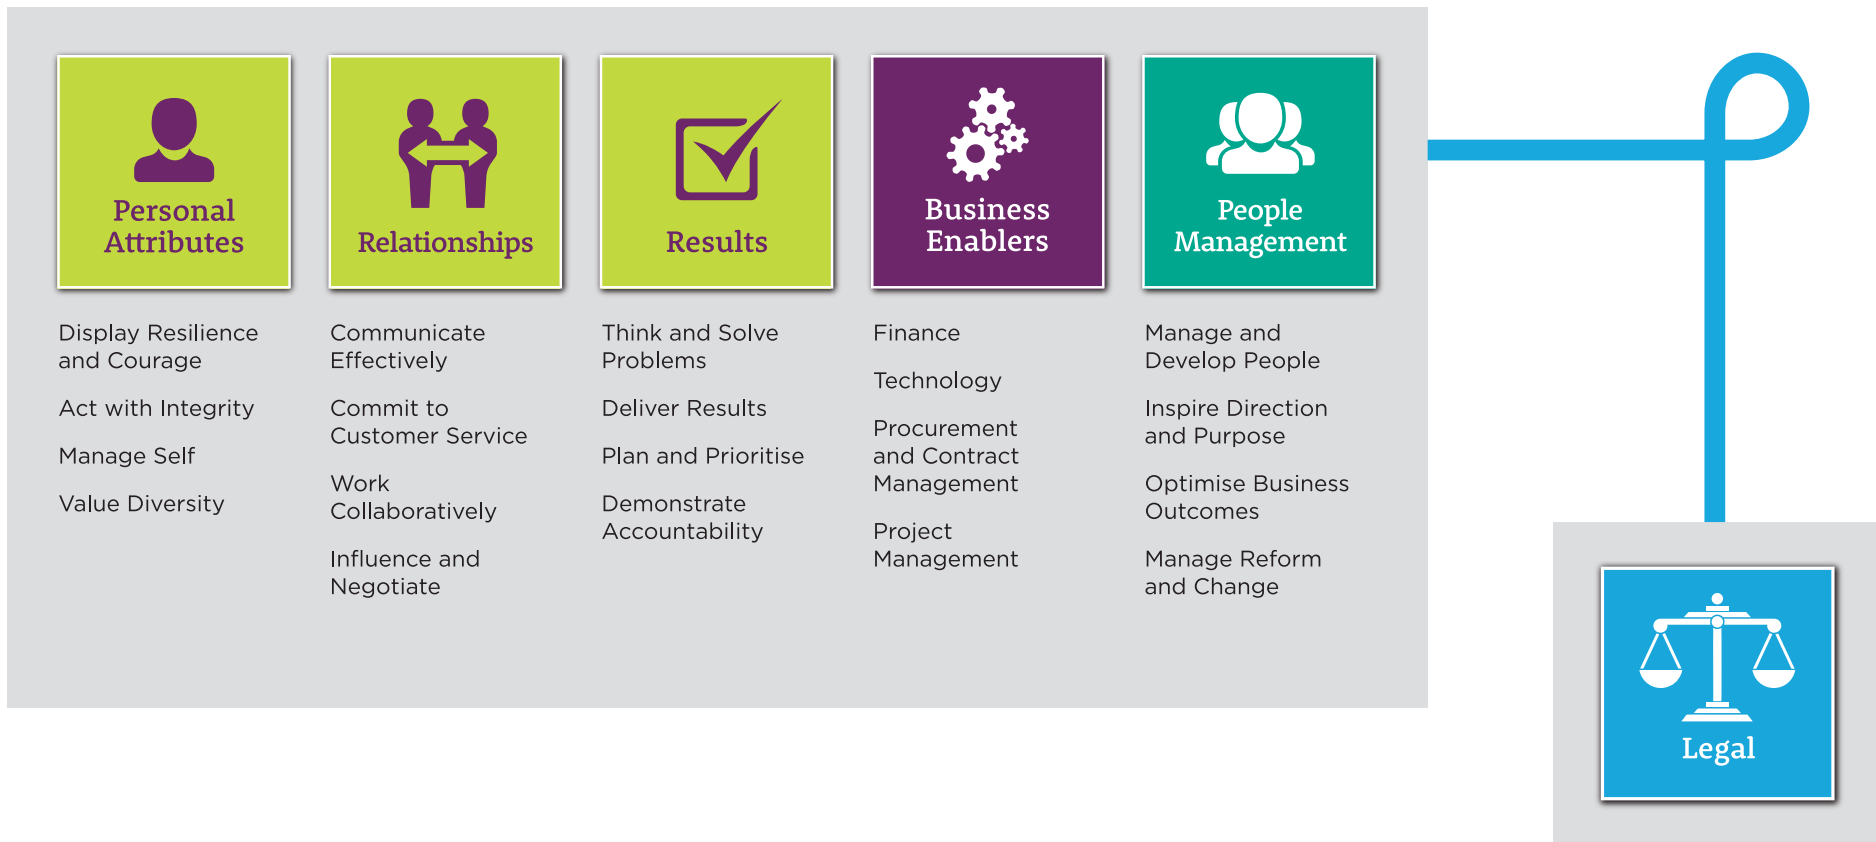 Personal
Attributes
Display Resilience
and Courage
Act with Integrity
Manage Self
Value Diversity
Relationships
Communicate
Effectively
Commit to
Customer Service
Work
Collaboratively
Influence and
Negotiate
Results
Think and Solve
Problems
Deliver Results
Plan and Prioritise
Demonstrate
Accountability
Business
Enablers
Finance
Technology
Procurement
and Contract
Management
Project
Management
People
Management
Manage and
Develop People
Inspire Direction
and Purpose
Optimise Business
Outcomes
Manage Reform
and Change
Legal